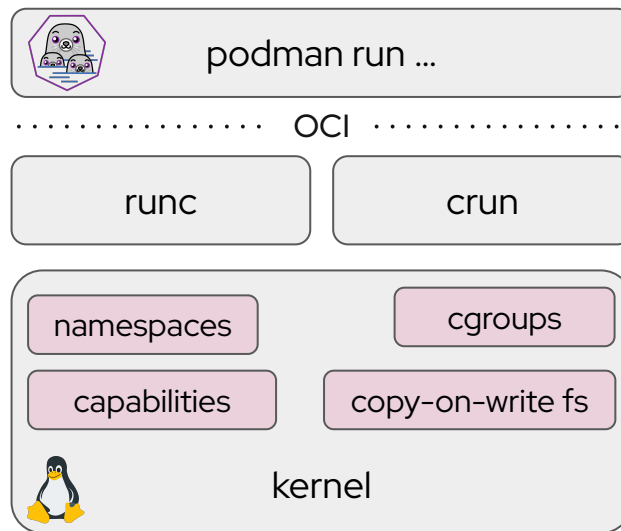 podman run ...
OCI
runc
crun
namespaces
cgroups
capabilities
copy-on-write fs
kernel